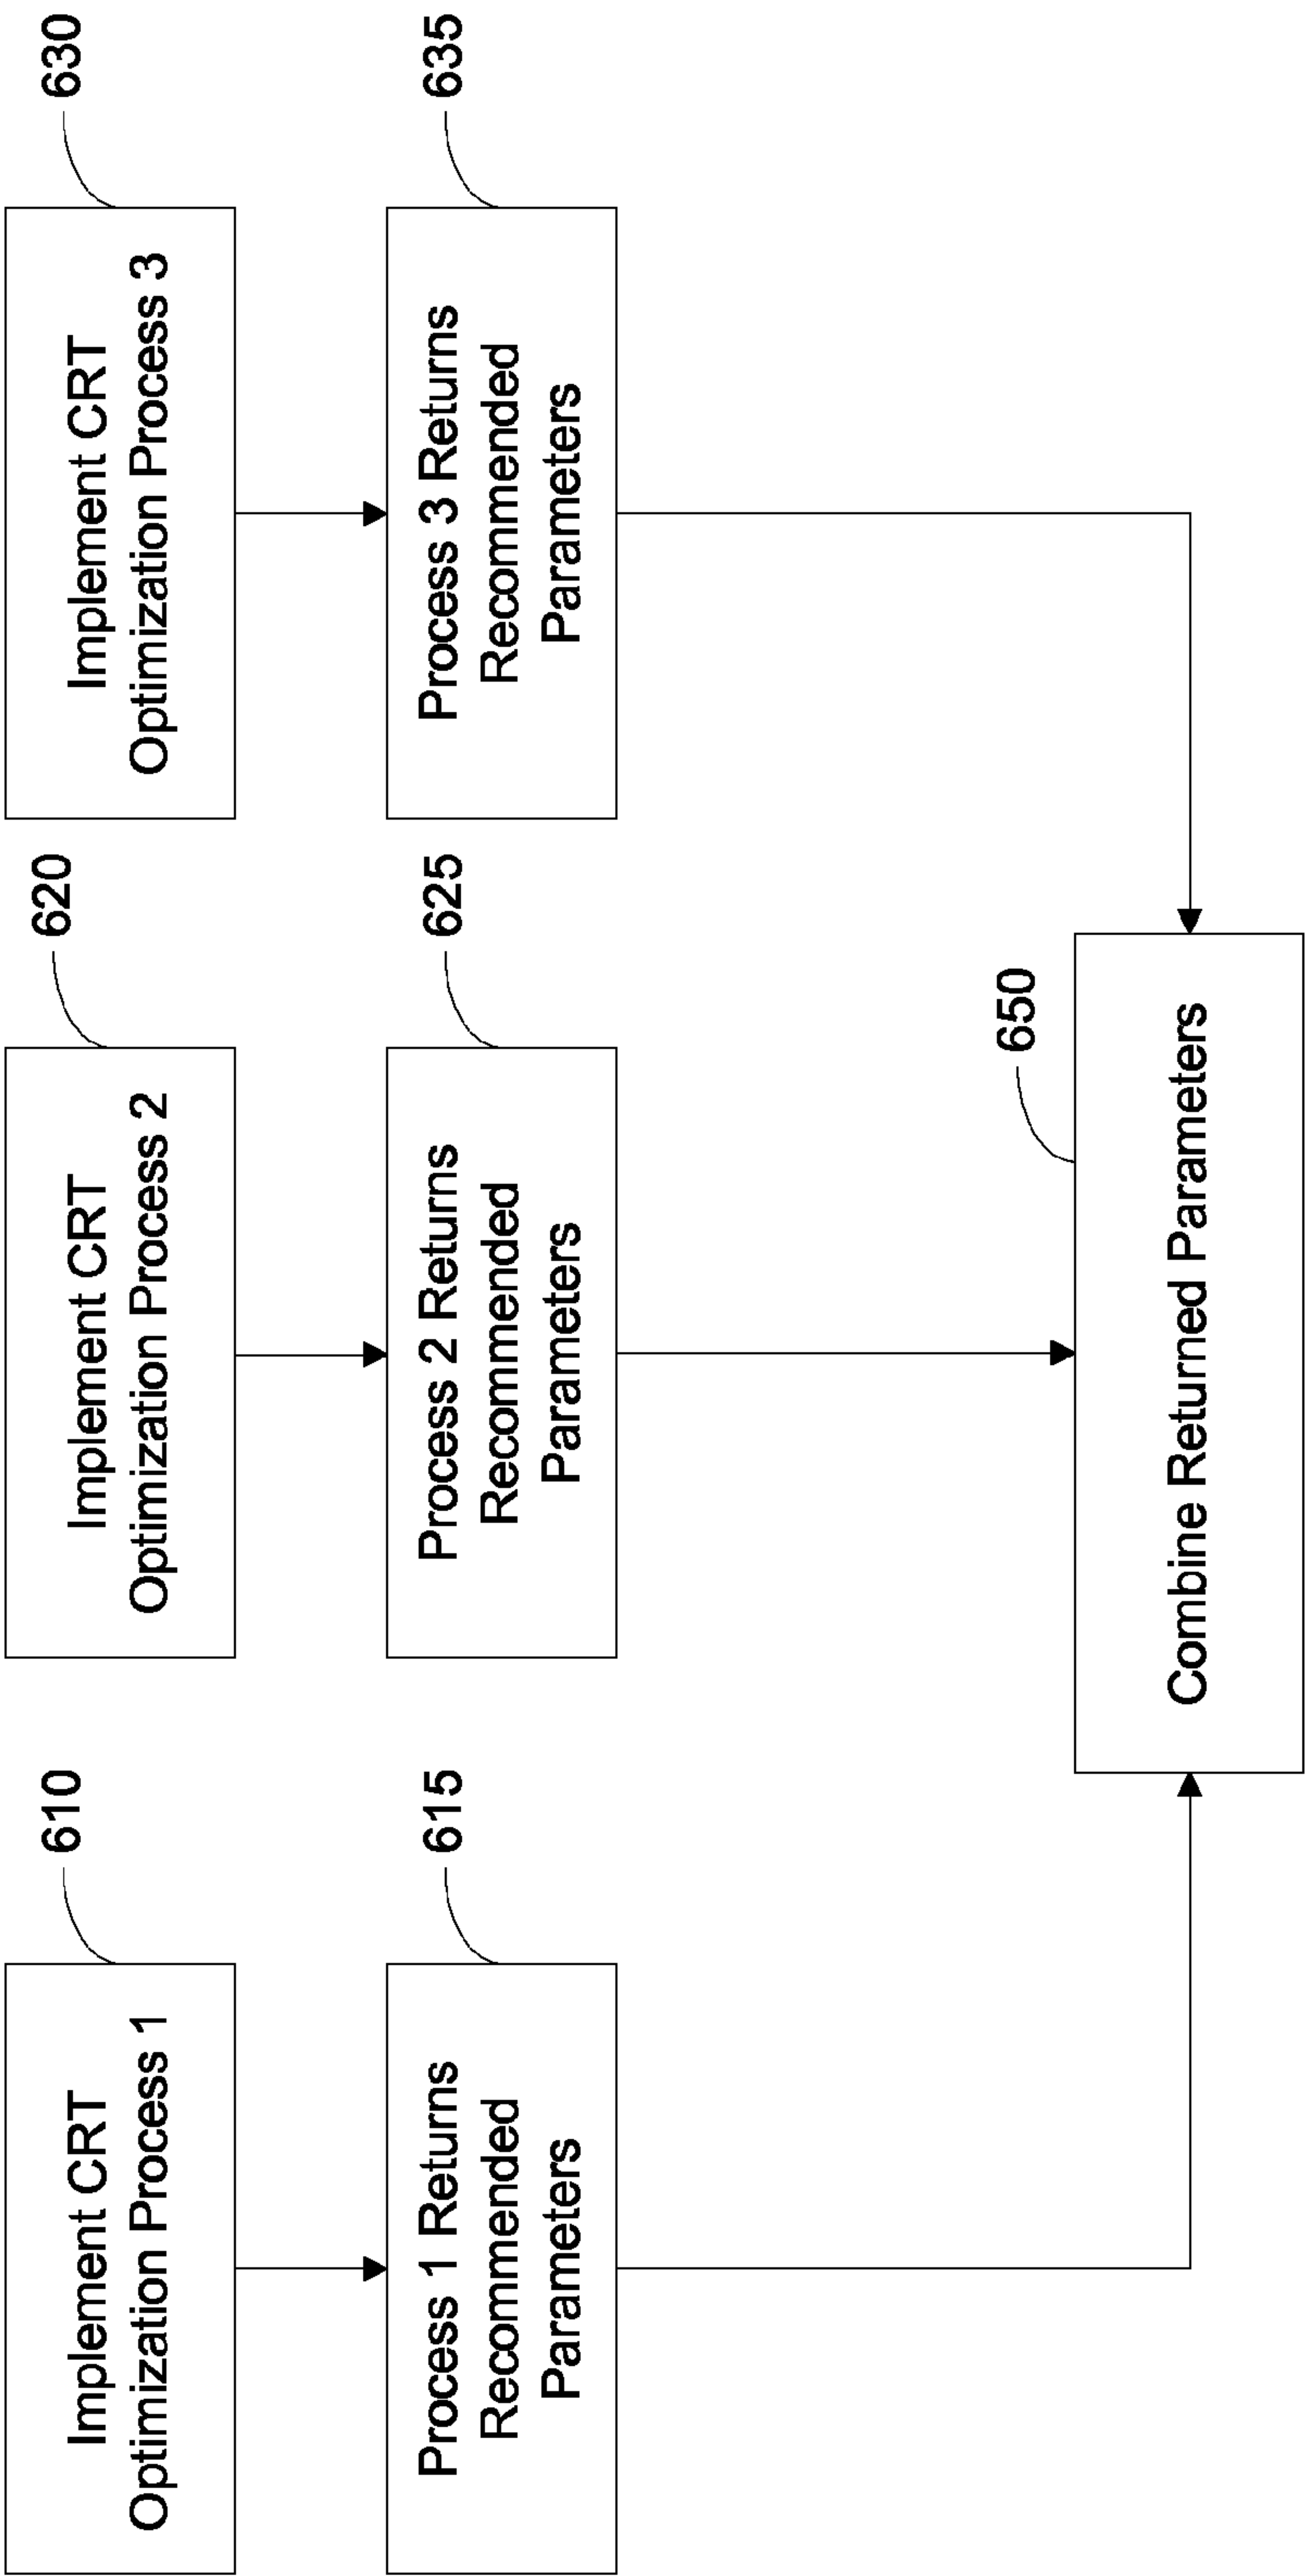 610
Implement CRT
Optimization Process 1
620
Implement CRT
Optimization Process 2
630
Implement CRT
Optimization Process 3
615
Process 1 Returns
Recommended
Parameters
625
Process 2 Returns
Recommended
Parameters
635
Process 3 Returns
Recommended
Parameters
650
Combine Returned Parameters